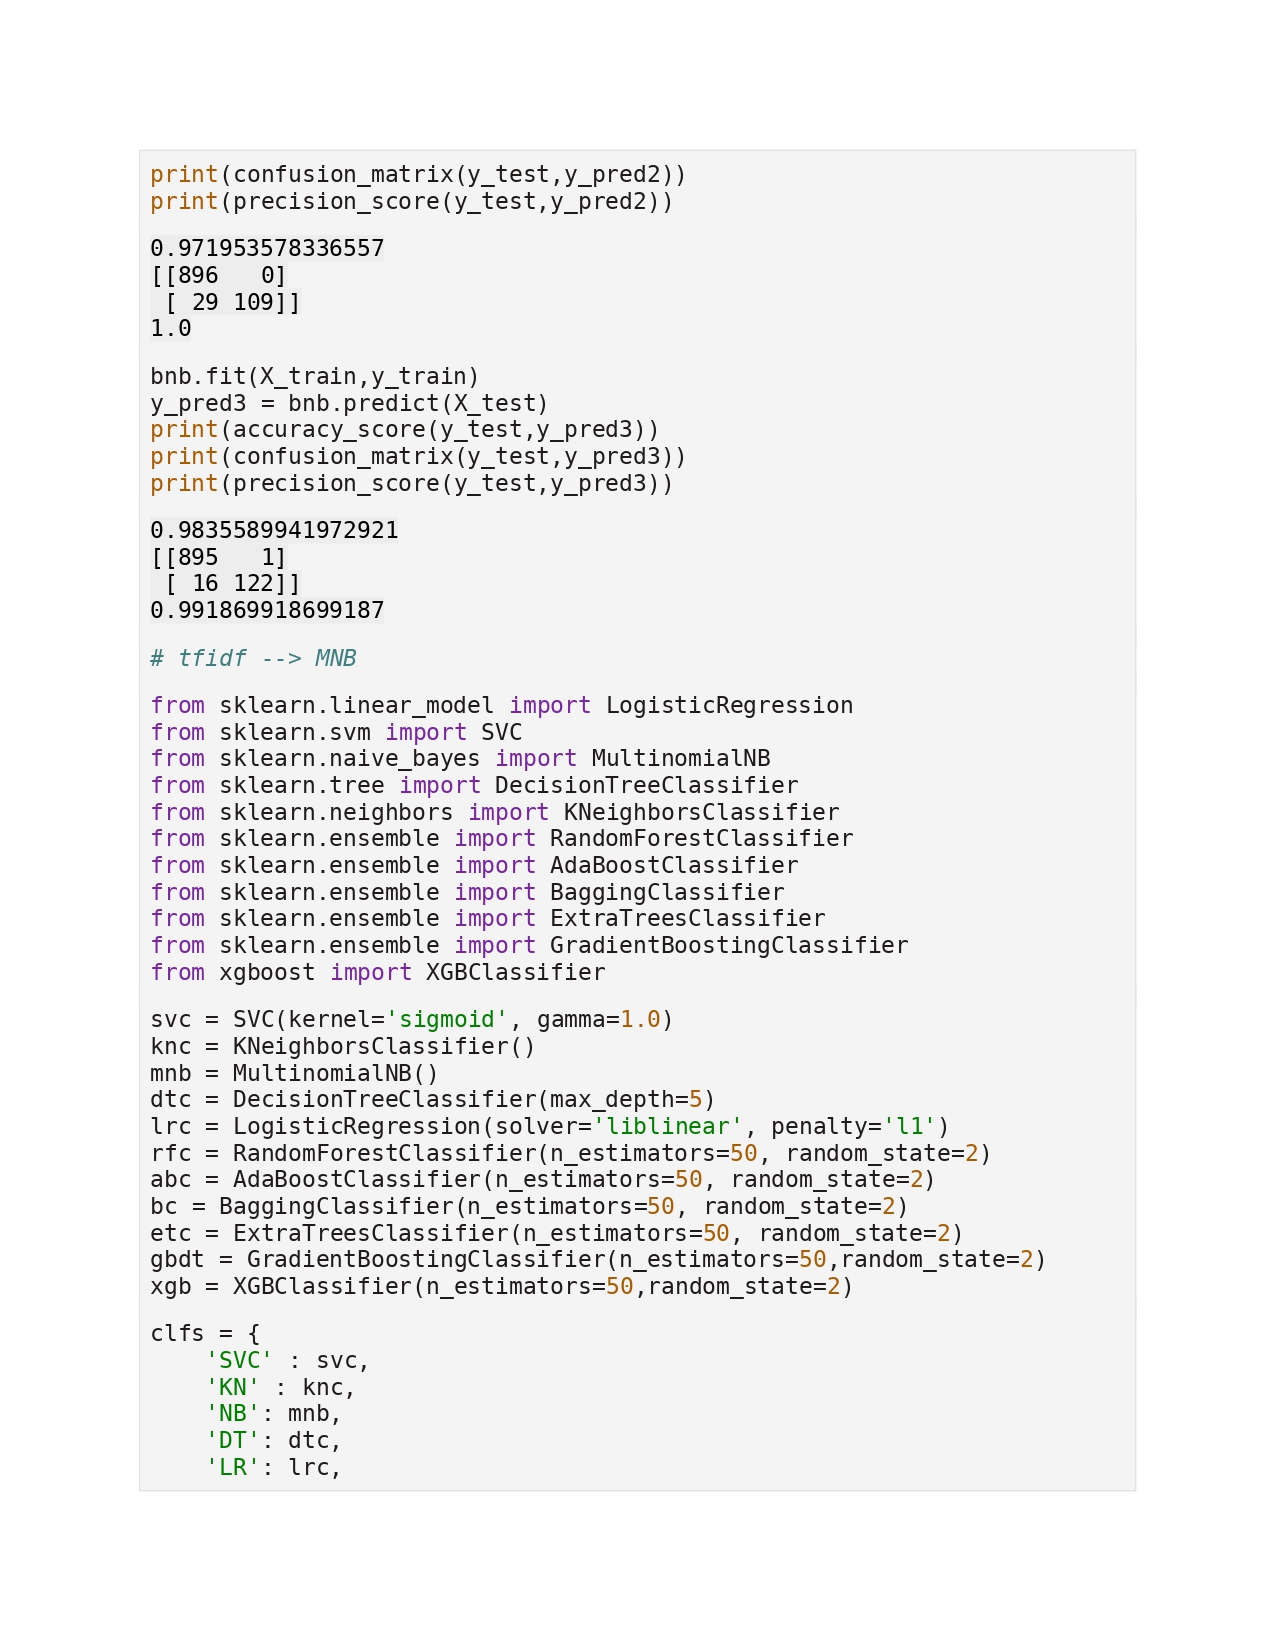 print(confusion_matrix(y_test,y_pred2))
print(precision_score(y_test,y_pred2))
0.971953578336557
[[896   0]
 [ 29 109]]
1.0
bnb.fit(X_train,y_train)
y_pred3 = bnb.predict(X_test)
print(accuracy_score(y_test,y_pred3))
print(confusion_matrix(y_test,y_pred3))
print(precision_score(y_test,y_pred3))
0.9835589941972921
[[895   1]
 [ 16 122]]
0.991869918699187
# tfidf --> MNB
from sklearn.linear_model import LogisticRegression
from sklearn.svm import SVC
from sklearn.naive_bayes import MultinomialNB
from sklearn.tree import DecisionTreeClassifier
from sklearn.neighbors import KNeighborsClassifier
from sklearn.ensemble import RandomForestClassifier
from sklearn.ensemble import AdaBoostClassifier
from sklearn.ensemble import BaggingClassifier
from sklearn.ensemble import ExtraTreesClassifier
from sklearn.ensemble import GradientBoostingClassifier
from xgboost import XGBClassifier
svc = SVC(kernel='sigmoid', gamma=1.0)
knc = KNeighborsClassifier()
mnb = MultinomialNB()
dtc = DecisionTreeClassifier(max_depth=5)
lrc = LogisticRegression(solver='liblinear', penalty='l1')
rfc = RandomForestClassifier(n_estimators=50, random_state=2)
abc = AdaBoostClassifier(n_estimators=50, random_state=2)
bc = BaggingClassifier(n_estimators=50, random_state=2)
etc = ExtraTreesClassifier(n_estimators=50, random_state=2)
gbdt = GradientBoostingClassifier(n_estimators=50,random_state=2)
xgb = XGBClassifier(n_estimators=50,random_state=2)
clfs = {
    'SVC' : svc,
    'KN' : knc,
    'NB': mnb,
    'DT': dtc,
    'LR': lrc,